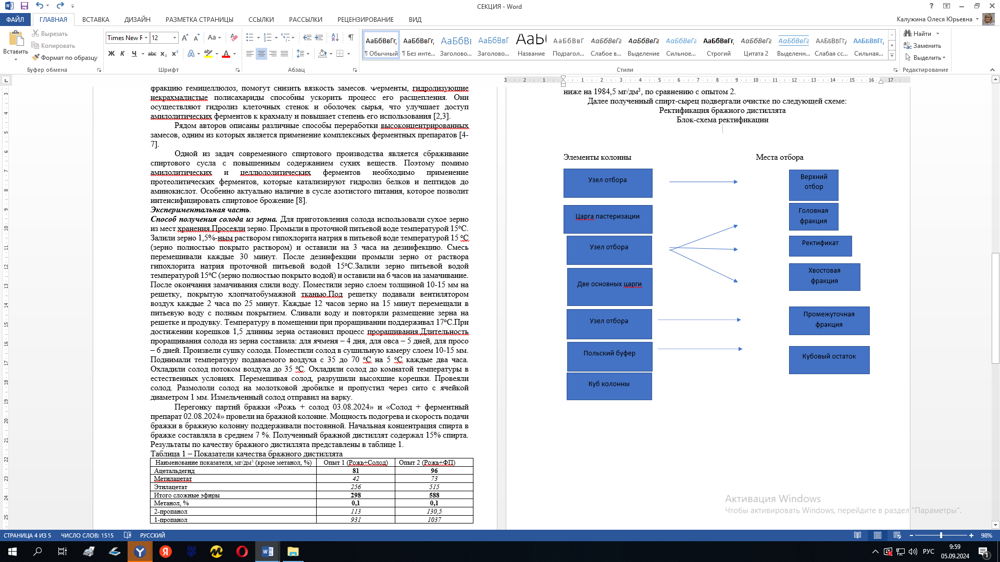 СЕКЦИЯ - Word
ФАЙЛ ГЛАВНАЯ ВСТАВКА ДИЗАЙН РАЗМЕТКА СТРАНИЦЫ ССЫЛКИ РАССЫЛКИ РЕЦЕНЗИРОВАНИЕ ВИД Калужина Олеся Юрьевна
Вставить
Вырезать
Копировать
Формат по образцу
Буфер обмена
Times New R 12
Ж К Ч abc x₂ x²
Шрифт
Абзац
АаБбВвГг, АаБбВвГг, АаБбВі АаБбВвГ АаЫ АаБбВвГ АаБбВвГг АаБбВвГг АаБбВвГг АаБбВвГг, АаБбВвГг АаБбВвГг АаБбВвГг АаБбВвГг,
¶ Обычный ¶ Без инте... Заголово... Заголово... Название Подзагол... Слабое в... Выделение Сильное... Строгий Цитата 2 Выделенн... Слабая сс... Сильная...
Стили
Найти
Заменить
Выделить
Редактирование
фракцию гемицеллюлоз, помогут снизить вязкость замесов. Ферменты, гидролизующие
некрахмалистые полисахариды способны ускорить процесс его расщепления. Они
осуществляют гидролиз клеточных стенок и оболочек сырья, что улучшает доступ
амилолитических ферментов к крахмалу и повышает степень его использования [2,3].
Рядом авторов описаны различные способы переработки высоконцентрированных
замесов, одним из которых является применение комплексных ферментных препаратов [4-
7].
Одной из задач современного спиртового производства является сбраживание
спиртового сусла с повышенным содержанием сухих веществ. Поэтому помимо
амилолитических и целлюлолитических ферментов необходимо применение
протеолитических ферментов, которые катализируют гидролиз белков и пептидов до
аминокислот. Особенно актуально наличие в сусле азотистого питания, которое позволит
интенсифицировать спиртовое брожение [8].
Экспериментальная часть.
Способ получения солода из зерна. Для приготовления солода использовали сухое зерно
из мест хранения.Просеяли зерно. Промыли в проточной питьевой воде температурой 15ºС.
Залили зерно 1,5%-ным раствором гипохлорита натрия в питьевой воде температурой 15 ºС
(зерно полностью покрыто раствором) и оставили на 3 часа на дезинфекцию. Смесь
перемешивали каждые 30 минут. После дезинфекции промыли зерно от раствора
гипохлорита натрия проточной питьевой водой 15ºС.Залили зерно питьевой водой
температурой 15ºС (зерно полностью покрыто водой) и оставили на 6 часов на замачивание.
После окончания замачивания слили воду. Поместили зерно слоем толщиной 10-15 мм на
решетку, покрытую хлопчатобумажной тканью.Под решетку подавали вентилятором
воздух каждые 2 часа по 25 минут. Каждые 12 часов зерно на 15 минут перемещали в
питьевую воду с полным покрытием. Сливали воду и повторяли размещение зерна на
решетке и продувку. Температуру в помещении при проращивании поддерживал 17ºС.При
достижении корешков 1,5 длинны зерна остановил процесс проращивания.Длительность
проращивания солода из зерна составила: для ячменя – 4 дня, для овса – 5 дней, для просо
– 6 дней. Произвели сушку солода. Поместили солод в сушильную камеру слоем 10-15 мм.
Поднимали температуру подаваемого воздуха с 35 до 70 ºС на 5 ºС каждые два часа.
Охладили солод потоком воздуха до 35 ºС. Охладили солод до комнатой температуры в
естественных условиях. Перемешивая солод, разрушили высохшие корешки. Провеяли
солод. Размололи солод на молотковой дробилке и пропустил через сито с ячейкой
диаметром 1 мм. Измельченный солод отправил на варку.
Перегонку партий бражки «Рожь + солод 03.08.2024» и «Солод + ферментный
препарат 02.08.2024» провели на бражной колонне. Мощность подогрева и скорость подачи
бражки в бражную колонну поддерживали постоянной. Начальная концентрация спирта в
бражке составляла в среднем 7 %. Полученный бражной дистиллят содержал 15% спирта.
Результаты по качеству бражного дистиллята представлены в таблице 1.
Таблица 1 – Показатели качества бражного дистиллята
Наименование показателя, мг/дм³ (кроме метанол, %) Опыт 1 (Рожь+Солод) Опыт 2 (Рожь+ФП)
Ацетальдегид 81 96
Метилацетат 42 73
Этилацетат 256 515
Итого сложные эфиры 298 588
Метанол, % 0,1 0,1
2-пропанол 113 130,5
1-пропанол 931 1037
ниже на 1984,5 мг/дм³, по сравнению с опытом 2.
Далее полученный спирт-сырец подвергали очистке по следующей схеме:
Ректификация бражного дистиллята
Блок-схема ректификации
Элементы колонны Места отбора
Узел отбора
Царга пастеризации
Узел отбора
Две основных царги
Узел отбора
Польский буфер
Куб колонны
Верхний
отбор
Головная
фракция
Ректификат
Хвостовая
фракция
Промежуточная
фракция
Кубовый остаток
Активация Windows
Чтобы активировать Windows, перейдите в раздел "Параметры".
СТРАНИЦА 4 ИЗ 5 ЧИСЛО СЛОВ: 1515 РУССКИЙ 98%
РУС
9:59
05.09.2024